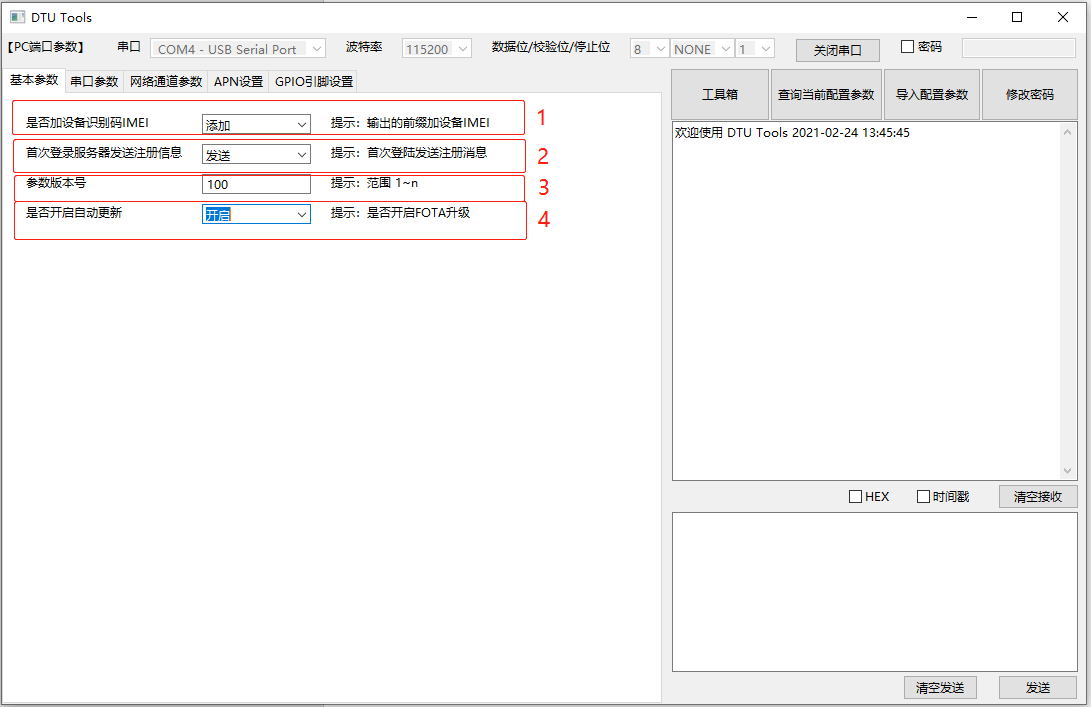 DTU Tools
【PC端口参数】 串口 COM4 - USB Serial Port 波特率 115200 数据位/校验位/停止位 8 NONE 1 关闭串口 密码
基本参数 串口参数 网络通道参数 APN设置 GPIO引脚设置
工具箱 查询当前配置参数 导入配置参数 修改密码
是否加设备识别码IMEI 添加 提示：输出的前缀加设备IMEI 1
首次登录服务器发送注册信息 发送 提示：首次登陆发送注册消息 2
参数版本号 100 提示：范围 1~n 3
是否开启自动更新 开启 提示：是否开启FOTA升级 4
欢迎使用 DTU Tools 2021-02-24 13:45:45
HEX 时间戳 清空接收
清空发送 发送